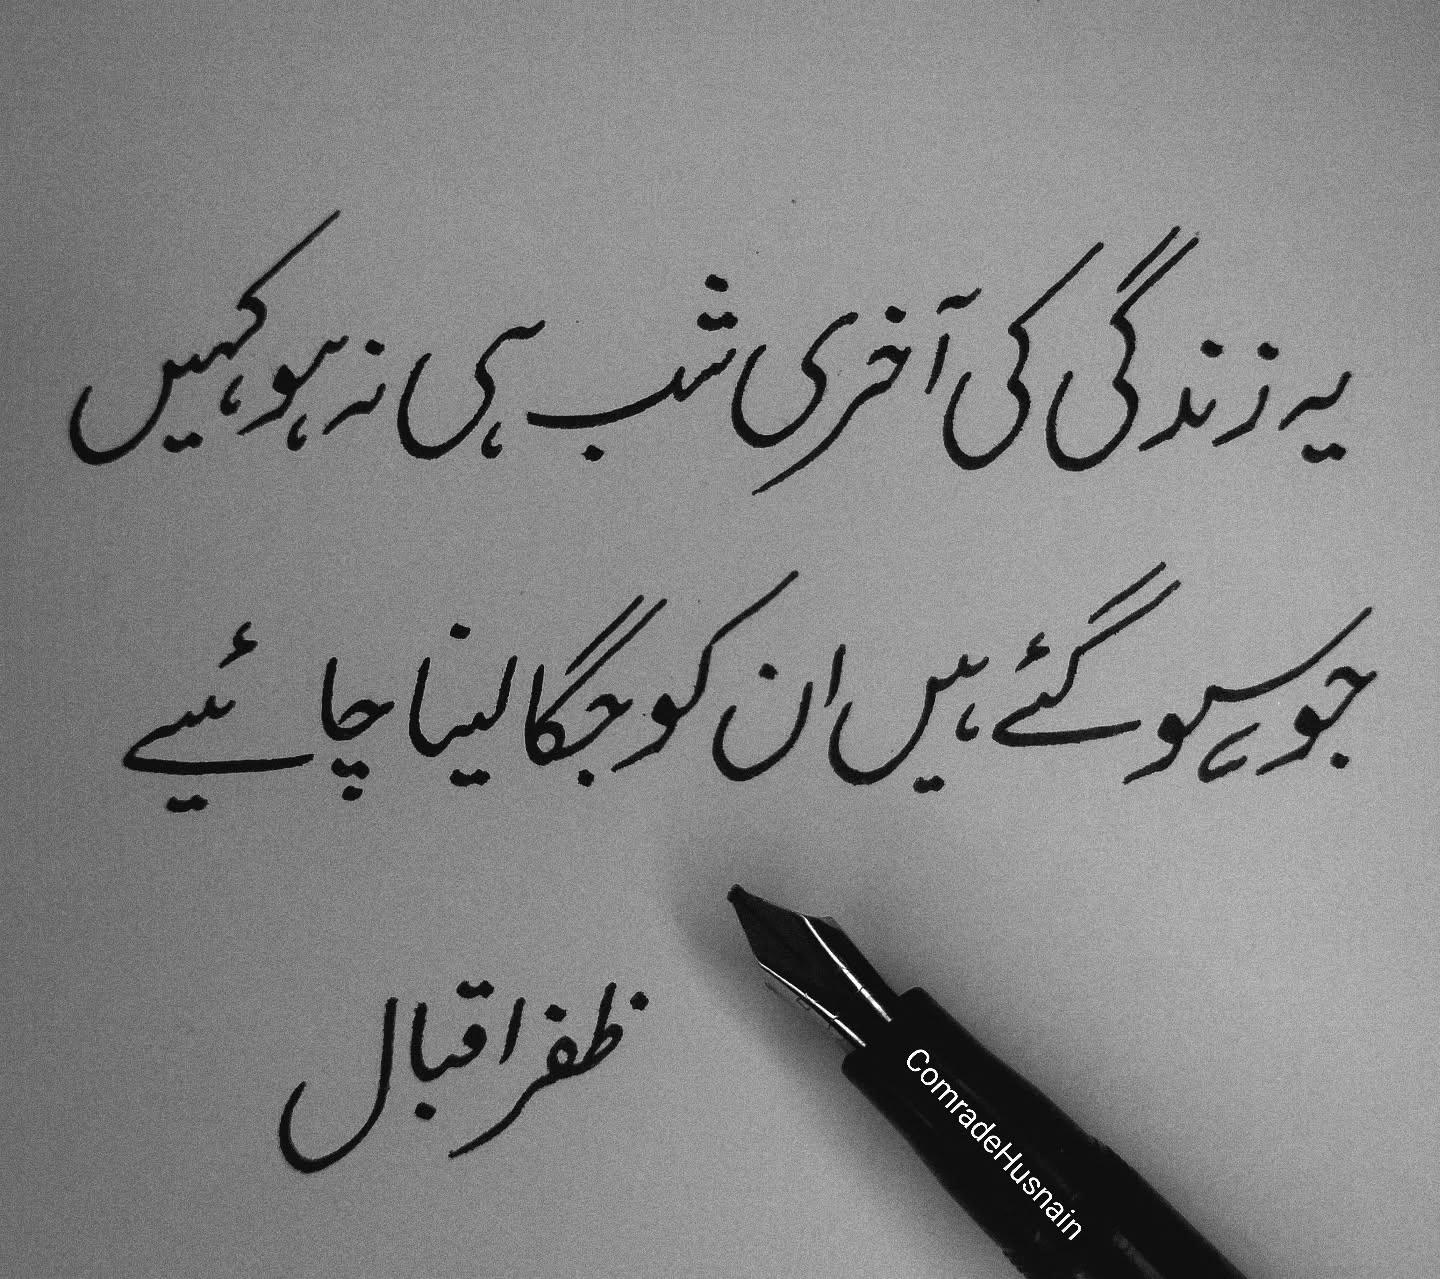 یہ زندگی کی آخری شب ہی نہ ہو کہیں
جو سو گئے ہیں ان کو جگا لینا چائیے
ظفر اقبال
ComradeHusnain